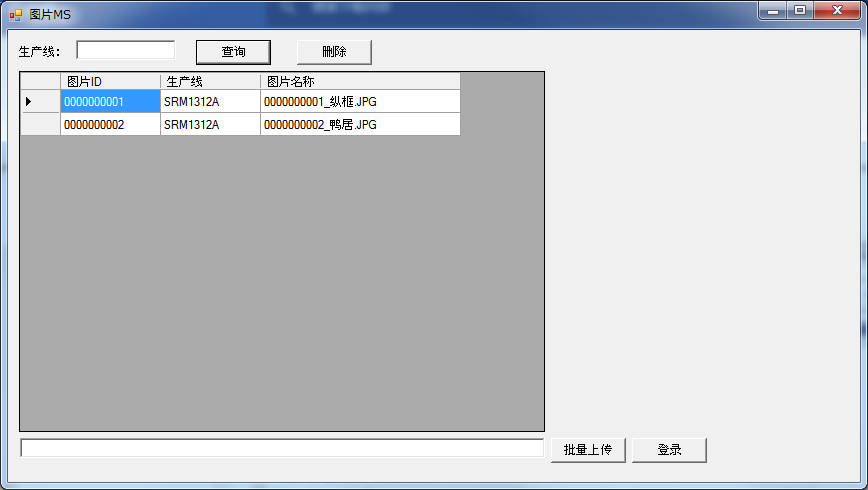 图片MS
生产线：
查询
删除
图片ID 生产线 图片名称
0000000001 SRM1312A 0000000001_纵框.JPG
0000000002 SRM1312A 0000000002_鸭居.JPG
批量上传
登录